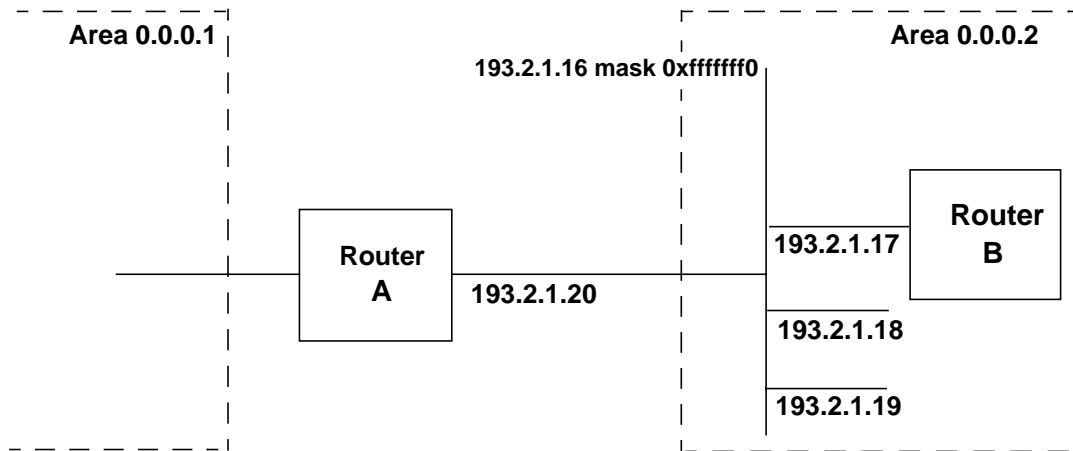 Area 0.0.0.1
Area 0.0.0.2
193.2.1.16 mask 0xfffffff0
Router
A
193.2.1.20
193.2.1.17
Router
B
193.2.1.18
193.2.1.19